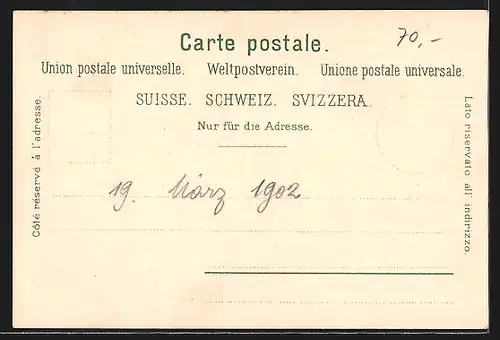 Carte postale.
70,-
Union postale universelle. Weltpostverein. Unione postale universale.
SUISSE. SCHWEIZ. SVIZZERA.
Nur für die Adresse.
Côté réservé à l'adresse.
Lato riservato all' indirizzo.
19. März 1902